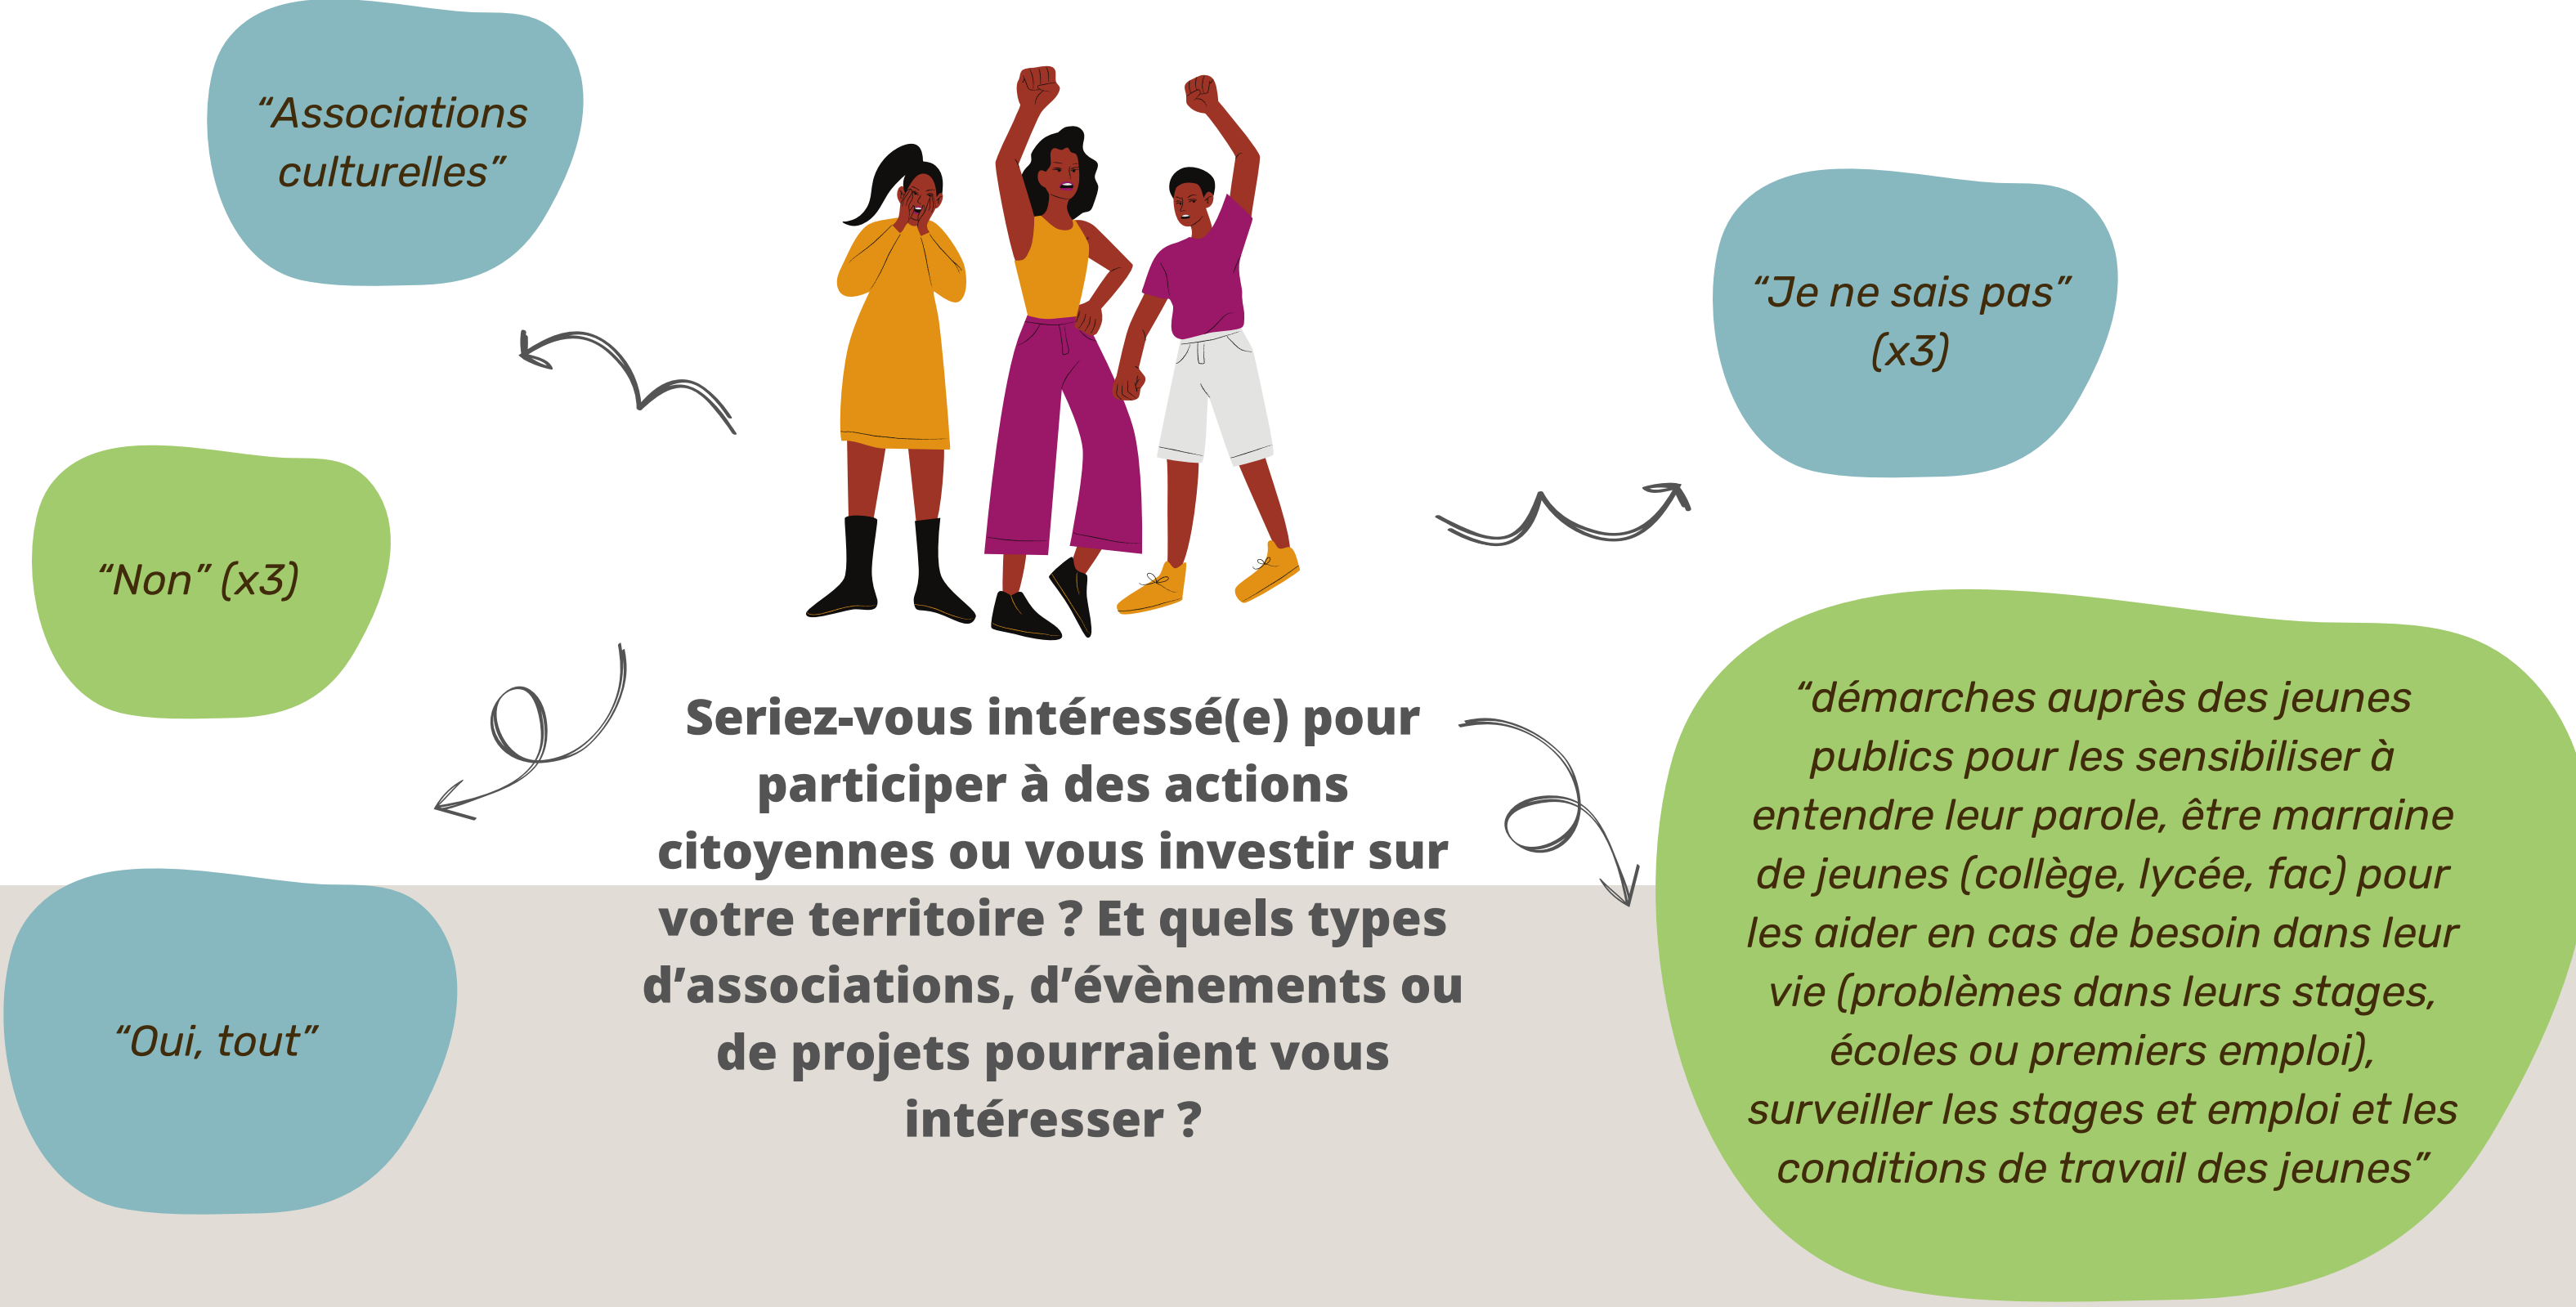 “Associations
culturelles”
“Je ne sais pas”
(x3)
“Non” (x3)
Seriez-vous intéressé(e) pour
participer à des actions
citoyennes ou vous investir sur
votre territoire ? Et quels types
d’associations, d’évènements ou
de projets pourraient vous
intéresser ?
“démarches auprès des jeunes
publics pour les sensibiliser à
entendre leur parole, être marraine
de jeunes (collège, lycée, fac) pour
les aider en cas de besoin dans leur
vie (problèmes dans leurs stages,
écoles ou premiers emploi),
surveiller les stages et emploi et les
conditions de travail des jeunes”
“Oui, tout”